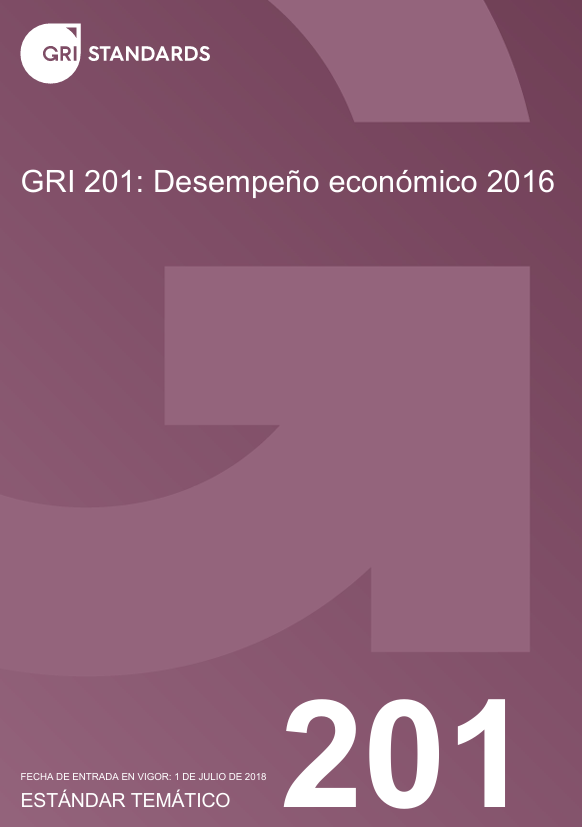 GRI STANDARDS
GRI 201: Desempeño económico 2016
FECHA DE ENTRADA EN VIGOR: 1 DE JULIO DE 2018
ESTÁNDAR TEMÁTICO
201